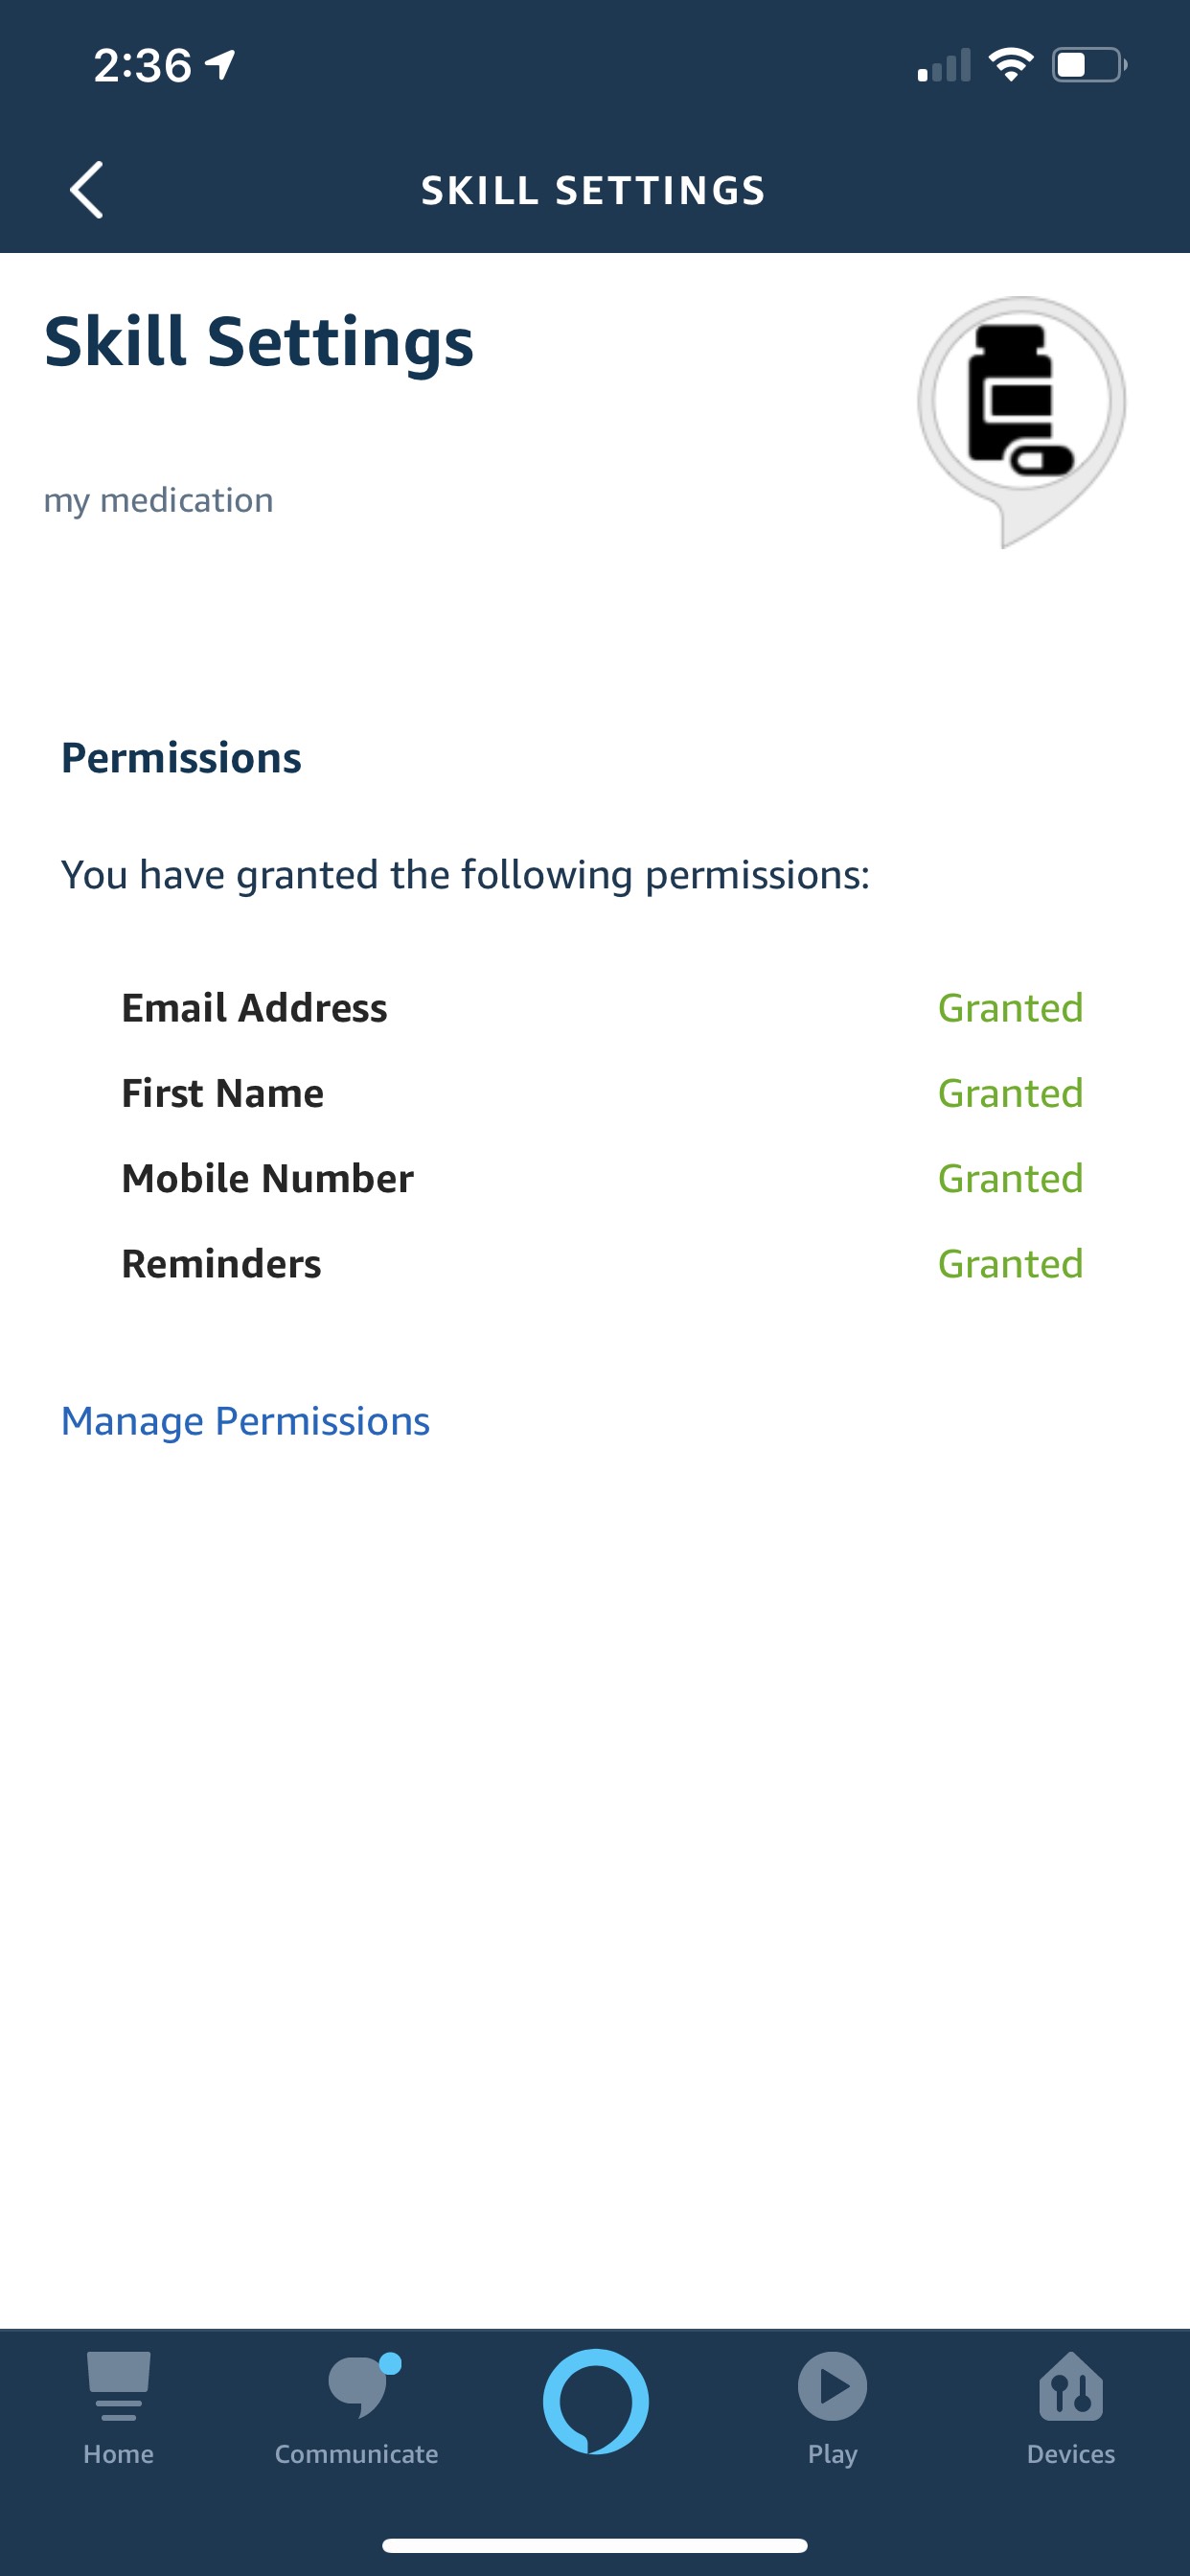 2:36
SKILL SETTINGS
Skill Settings
my medication
Permissions
You have granted the following permissions:
Email Address Granted
First Name Granted
Mobile Number Granted
Reminders Granted
Manage Permissions
Home Communicate Play Devices